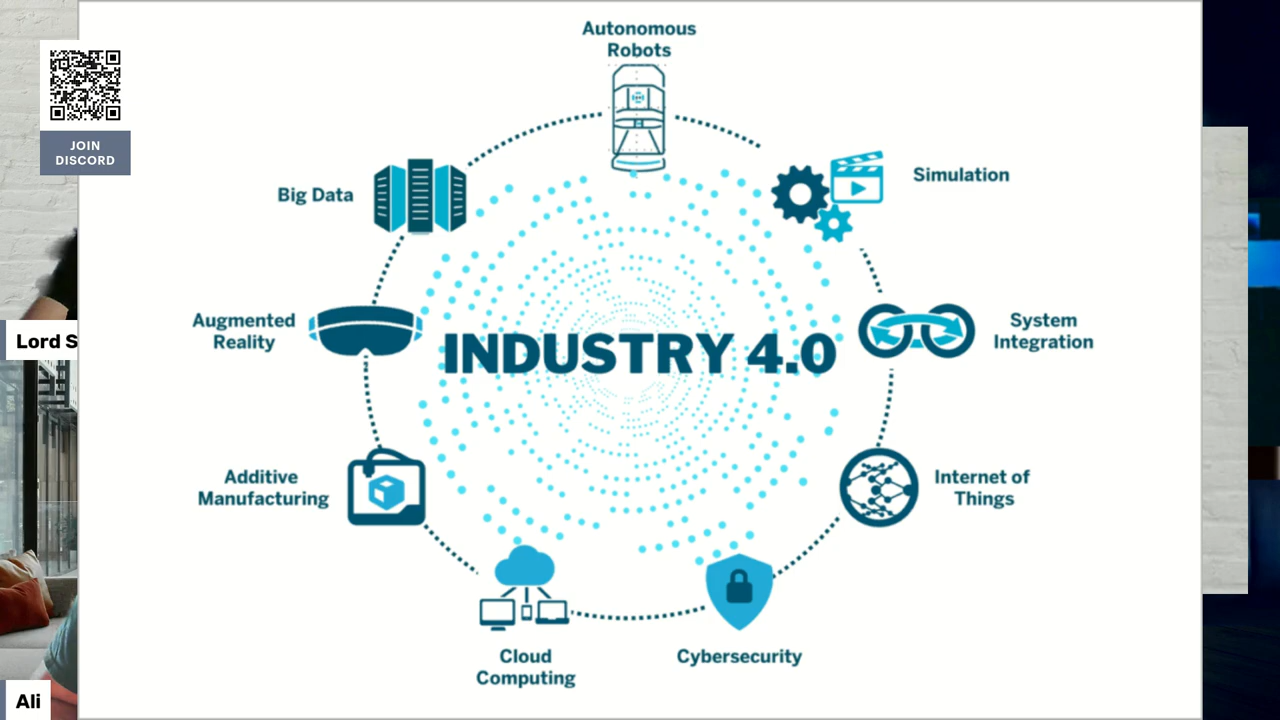 Autonomous
Robots
JOIN
DISCORD
Simulation
Big Data
Augmented
Reality
System
Integration
Lord S
INDUSTRY 4.0
Additive
Manufacturing
Internet of
Things
Cloud
Computing
Cybersecurity
Ali